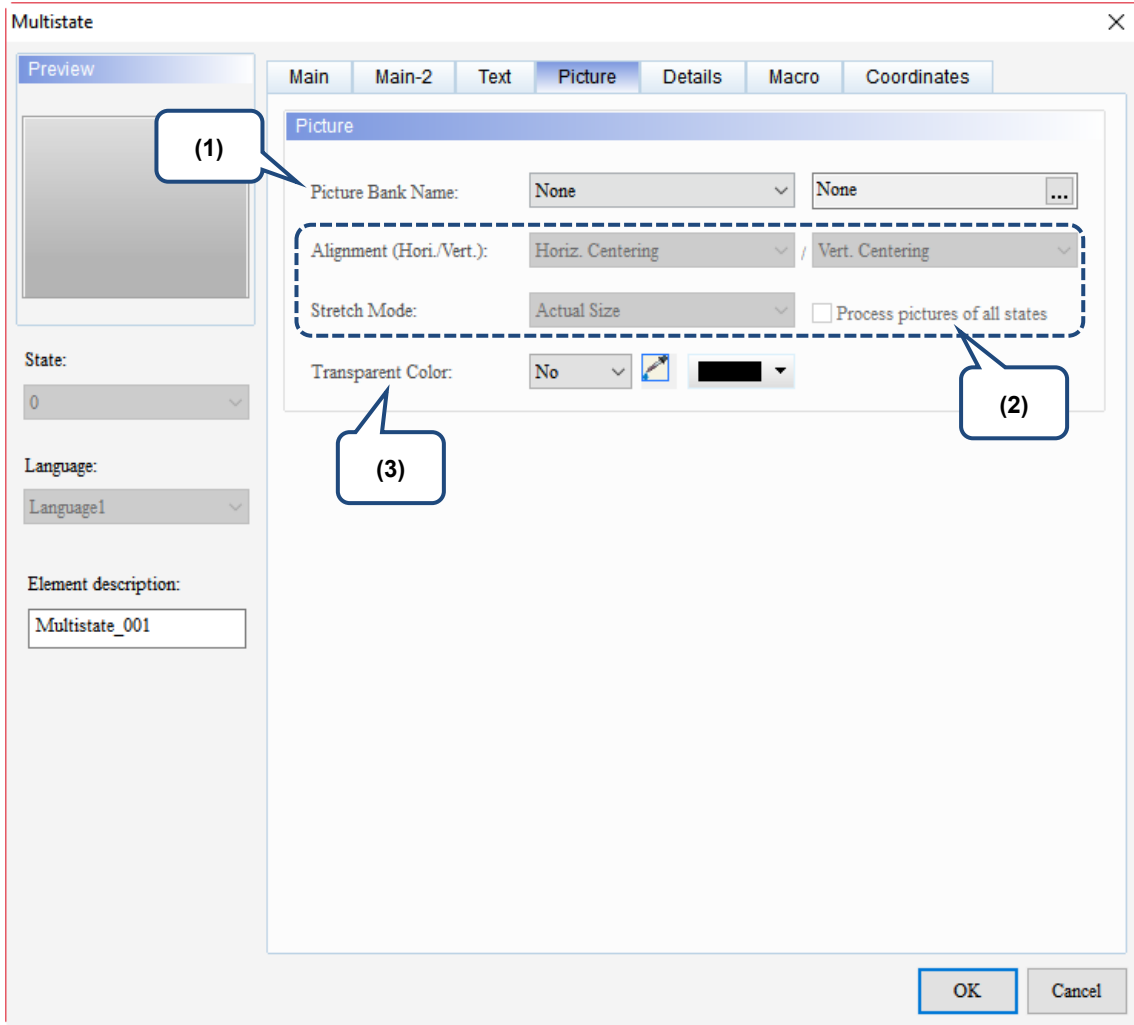 Multistate
Preview
Main Main-2 Text Picture Details Macro Coordinates
Picture
(1)
Picture Bank Name: None None ...
Alignment (Hori./Vert.): Horiz. Centering / Vert. Centering
Stretch Mode: Actual Size Process pictures of all states
Transparent Color: No
(2)
(3)
State:
0
Language:
Language1
Element description:
Multistate_001
OK Cancel